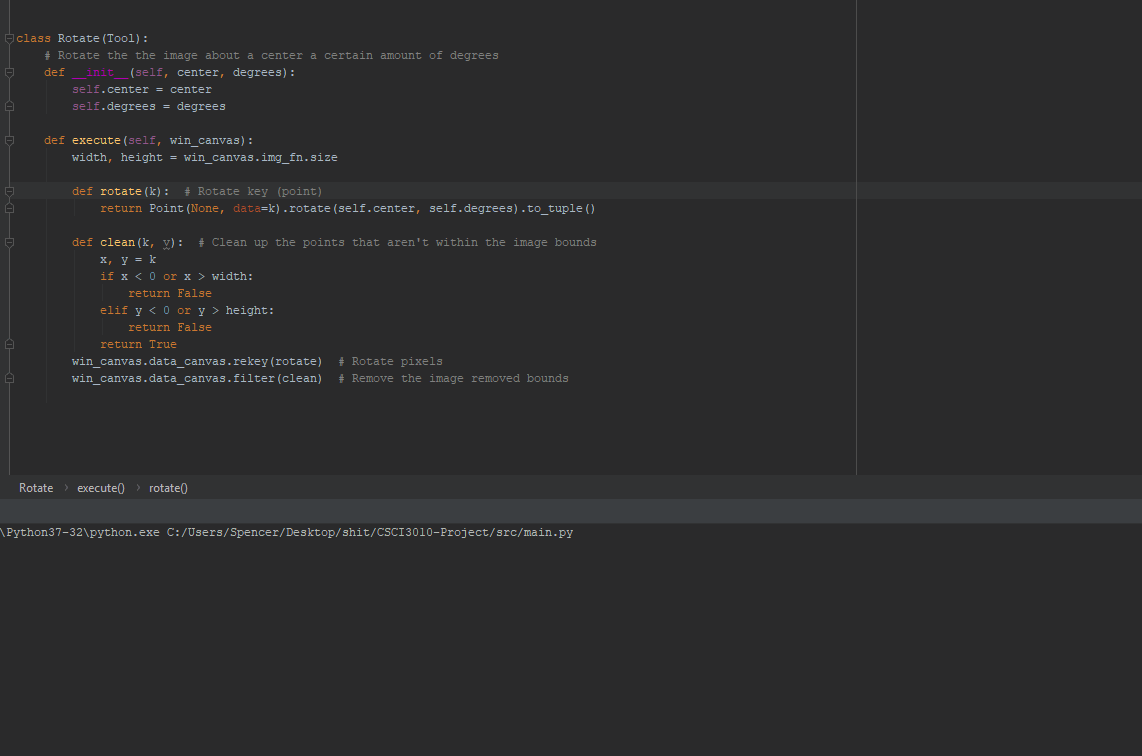 class Rotate(Tool):
    # Rotate the the image about a center a certain amount of degrees
    def __init__(self, center, degrees):
        self.center = center
        self.degrees = degrees
    def execute(self, win_canvas):
        width, height = win_canvas.img_fn.size
        def rotate(k):  # Rotate key (point)
            return Point(None, data=k).rotate(self.center, self.degrees).to_tuple()
        def clean(k, v):  # Clean up the points that aren't within the image bounds
            x, y = k
            if x < 0 or x > width:
                return False
            elif y < 0 or y > height:
                return False
            return True
        win_canvas.data_canvas.rekey(rotate)  # Rotate pixels
        win_canvas.data_canvas.filter(clean)  # Remove the image removed bounds
Rotate › execute() › rotate()
\Python37-32\python.exe C:/Users/Spencer/Desktop/shit/CSCI3010-Project/src/main.py